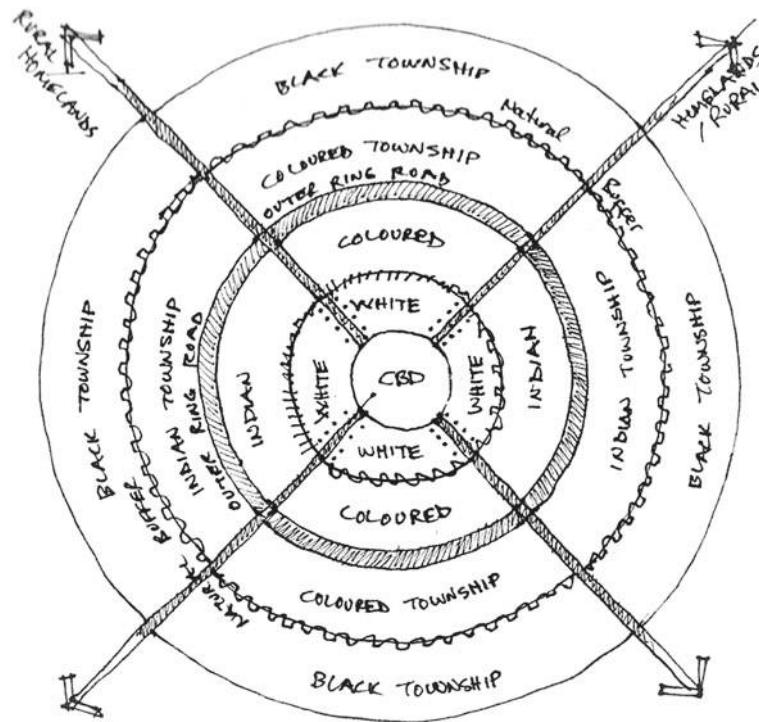 RURAL
HOMELANDS
BLACK TOWNSHIP
HOMELANDS
/ RURAL
Natural
Buffer
COLOURED TOWNSHIP
OUTER RING ROAD
COLOURED
WHITE
CBD
WHITE
WHITE
WHITE
INDIAN
INDIAN
INDIAN TOWNSHIP
OUTER RING ROAD
INDIAN TOWNSHIP
BLACK TOWNSHIP
BLACK TOWNSHIP
NATURAL BUFFER
COLOURED
COLOURED TOWNSHIP
BLACK TOWNSHIP